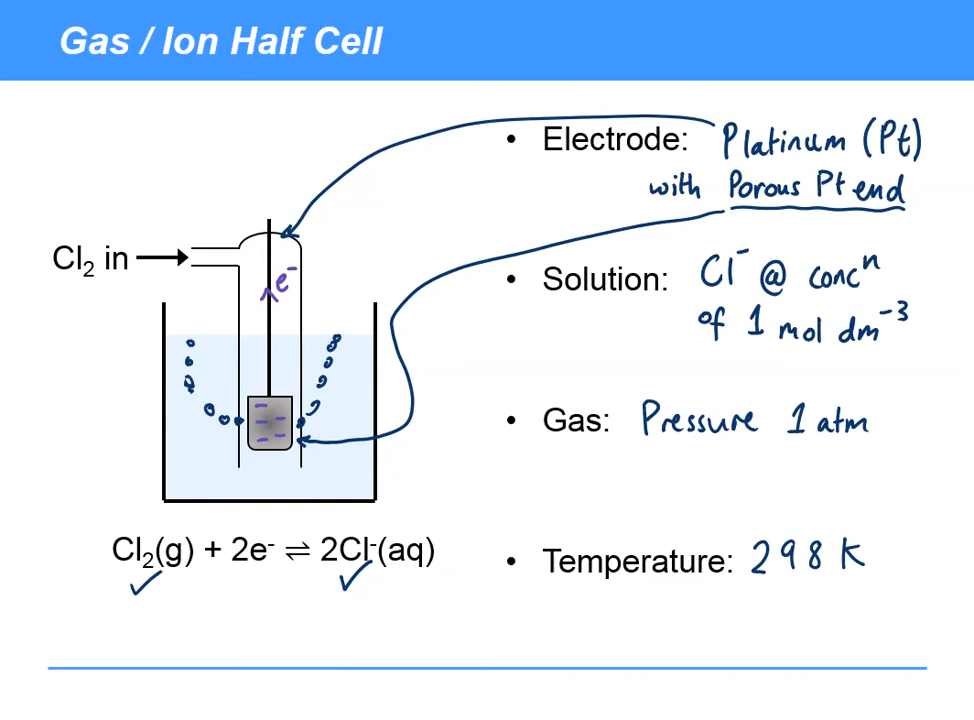 Gas / Ion Half Cell
• Electrode: Platinum (Pt)
with Porous Pt end
Cl₂ in
e⁻
• Solution: Cl⁻ @ concⁿ
of 1 mol dm⁻³
• Gas: Pressure 1 atm
Cl₂(g) + 2e⁻ ⇌ 2Cl⁻(aq)
• Temperature: 298 K